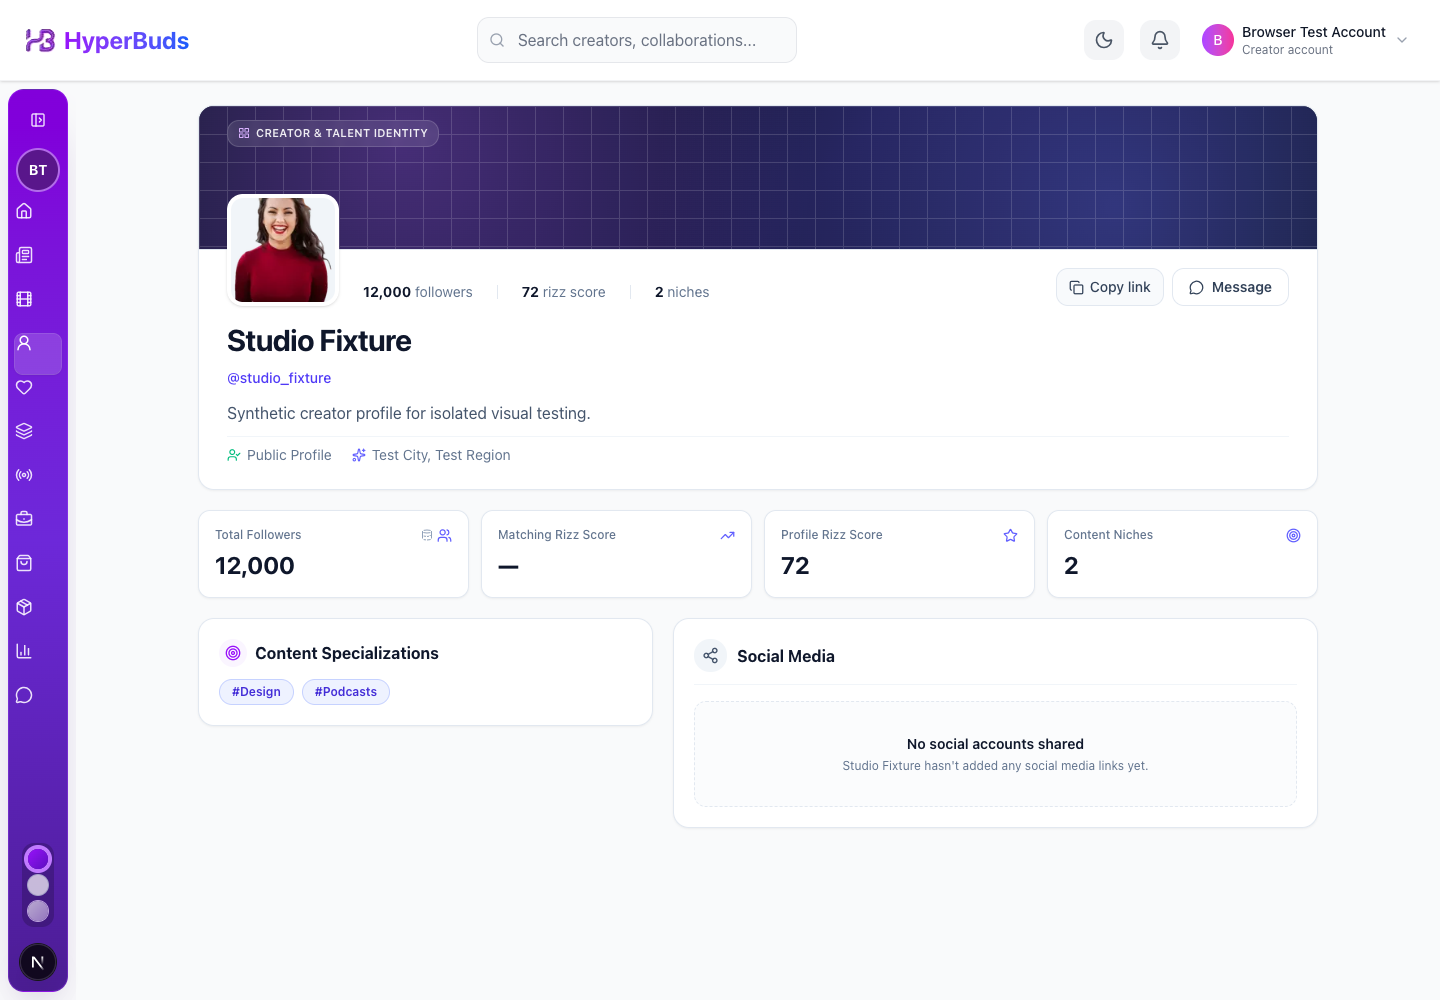 HyperBuds
Search creators, collaborations...
B
Browser Test Account
Creator account
BT
CREATOR & TALENT IDENTITY
12,000 followers
72 rizz score
2 niches
Copy link
Message
Studio Fixture
@studio_fixture
Synthetic creator profile for isolated visual testing.
Public Profile
Test City, Test Region
Total Followers
12,000
Matching Rizz Score
—
Profile Rizz Score
72
Content Niches
2
Content Specializations
#Design
#Podcasts
Social Media
No social accounts shared
Studio Fixture hasn't added any social media links yet.
N